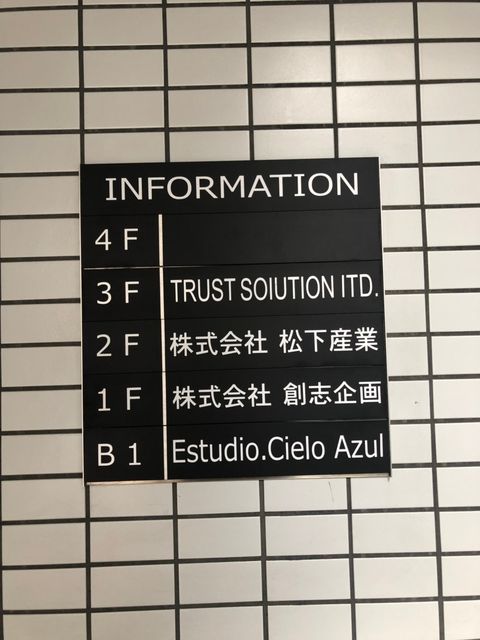 INFORMATION
4 F
3 F TRUST SOIUTION ITD.
2 F 株式会社 松下産業
1 F 株式会社 創志企画
B 1 Estudio.Cielo Azul